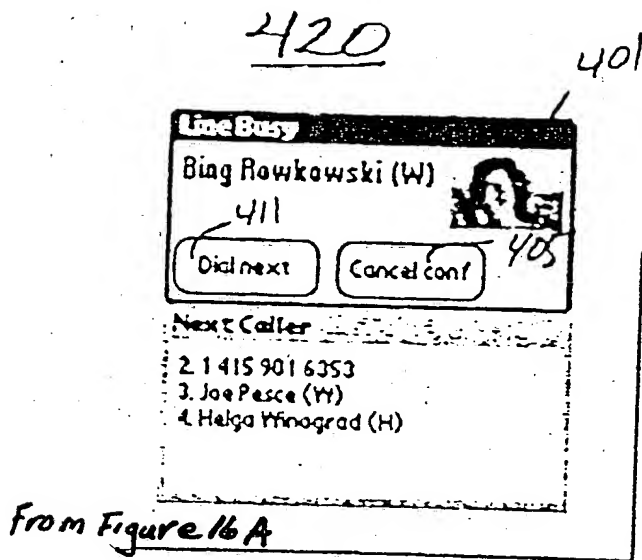 420
401
Line Busy
Bing Rowkowski (W)
411
405
Dial next
Cancel conf
Next Caller
2. 1 415 901 6353
3. Joe Pesce (W)
4. Helga Winograd (H)
From Figure 16 A